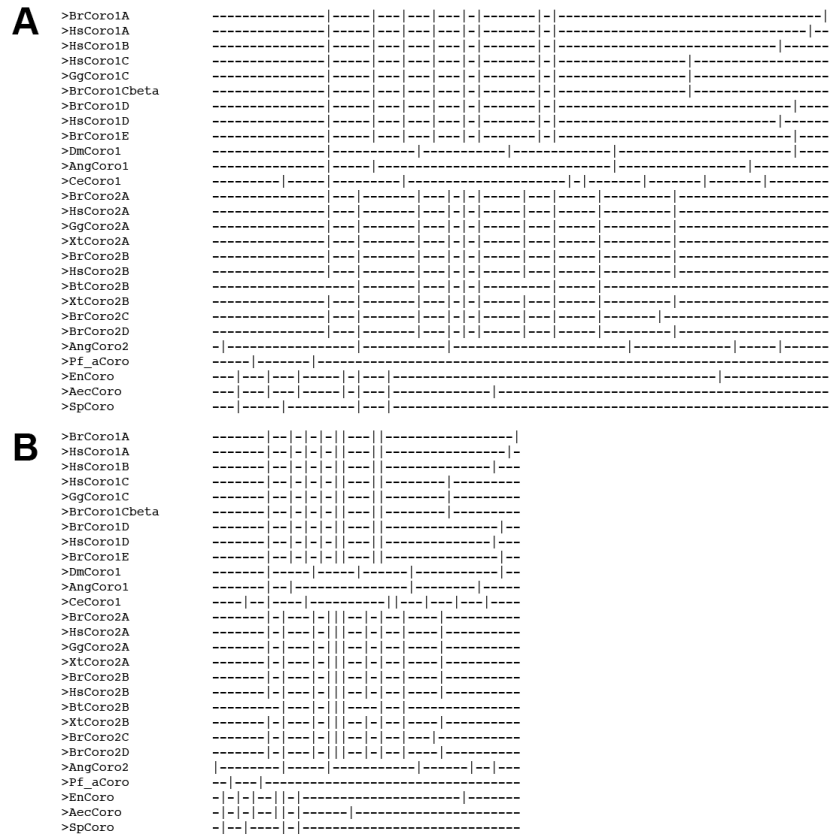 A
>BrCoro1A ---------------|-----|---|---|---|-|-------|-|-----------------------------------|
>HsCoro1A ---------------|-----|---|---|---|-|-------|-|---------------------------------|--
>HsCoro1B ---------------|-----|---|---|---|-|-------|-|-----------------------------|------
>HsCoro1C ---------------|-----|---|---|---|-|-------|-|-----------------|------------------
>GgCoro1C ---------------|-----|---|---|---|-|-------|-|-----------------|------------------
>BrCoro1Cbeta ---------------|-----|---|---|---|-|-------|-|-----------------|------------------
>BrCoro1D ---------------|-----|---|---|---|-|-------|-|-------------------------------|----
>HsCoro1D ---------------|-----|---|---|---|-|-------|-|-----------------------------|------
>BrCoro1E ---------------|-----|---|---|---|-|-------|-|-------------------------------|----
>DmCoro1 ---------------|-----------|-----------|-------------|-----------------------|----
>AngCoro1 ---------------|-----|-------------------------------|-----------------|----------
>CeCoro1 ---------|-----|---------|---------------------|-|-------|-------|-------|--------
>BrCoro2A ---------------|---|-------|---|-|-|-----|---|-----|---------|--------------------
>HsCoro2A ---------------|---|-------|---|-|-|-----|---|-----|---------|--------------------
>GgCoro2A ---------------|---|-------|---|-|-|-----|---|-----|---------|--------------------
>XtCoro2A ---------------|---|-------|---|-|-|-----|---|-----|---------|--------------------
>BrCoro2B ---------------|---|-------|---|-|-|-----|---|-----|---------|--------------------
>HsCoro2B ---------------|---|-------|---|-|-|-----|---|-----|---------|--------------------
>BtCoro2B -------------------|-------|---|-|-|-----|---|-----|------------------------------
>XtCoro2B ---------------|---|-------|---|-|-|-----|---|-----|---------|--------------------
>BrCoro2C ---------------|---|-------|---|-|-|-----|---|-----|-------|----------------------
>BrCoro2D ---------------|---|-------|---|-|-|-----|---|-----|---------|--------------------
>AngCoro2 -|-----------------|-----------|-----------------------|-------------|-----|------
>Pf_aCoro -----|-------|--------------------------------------------------------------------
>EnCoro ---|---|---|-----|-|---|-------------------------------------------|--------------
>AecCoro ---|---|---|-----|-|---|-------------|--------------------------------------------
>SpCoro ---|-----|---------|---|----------------------------------------------------------
B
>BrCoro1A -------|--|-|-|-||---||-----------------|
>HsCoro1A -------|--|-|-|-||---||----------------|-
>HsCoro1B -------|--|-|-|-||---||--------------|---
>HsCoro1C -------|--|-|-|-||---||--------|---------
>GgCoro1C -------|--|-|-|-||---||--------|---------
>BrCoro1Cbeta -------|--|-|-|-||---||--------|---------
>BrCoro1D -------|--|-|-|-||---||---------------|--
>HsCoro1D -------|--|-|-|-||---||--------------|---
>BrCoro1E -------|--|-|-|-||---||---------------|--
>DmCoro1 -------|-----|-----|------|-----------|--
>AngCoro1 -------|--|---------------|--------|-----
>CeCoro1 ----|--|----|----------||---|---|---|----
>BrCoro2A -------|-|---|-|||--|-|--|----|----------
>HsCoro2A -------|-|---|-|||--|-|--|----|----------
>GgCoro2A -------|-|---|-|||--|-|--|----|----------
>XtCoro2A -------|-|---|-|||--|-|--|----|----------
>BrCoro2B -------|-|---|-|||--|-|--|----|----------
>HsCoro2B -------|-|---|-|||--|-|--|----|----------
>BtCoro2B ---------|---|-|||--|-|--|---------------
>XtCoro2B -------|-|---|-|||--|-|--|----|----------
>BrCoro2C -------|-|---|-|||--|-|--|---|-----------
>BrCoro2D -------|-|---|-|||--|-|--|----|----------
>AngCoro2 |--------|-----|-----------|------|--|---
>Pf_aCoro --|---|----------------------------------
>EnCoro -|-|-|--||-|---------------------|-------
>AecCoro -|-|-|--||-|------|----------------------
>SpCoro -|--|----|-|-----------------------------